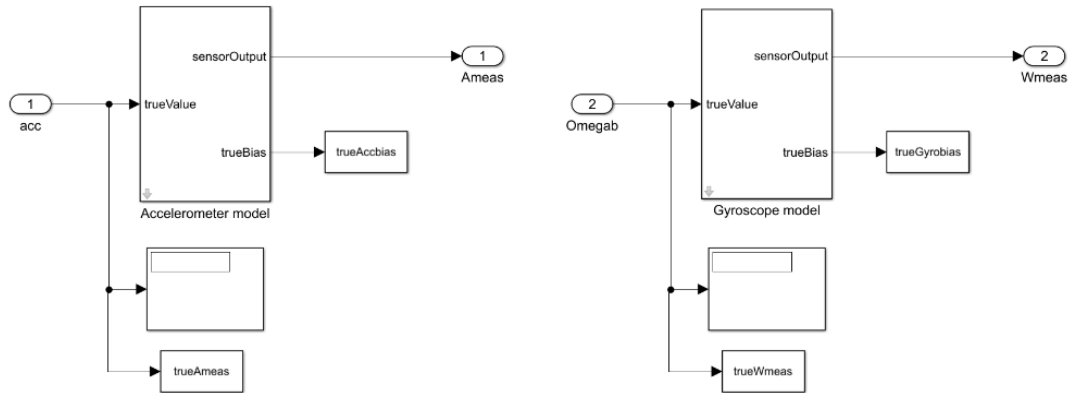 sensorOutput
1
Ameas
1
acc
trueValue
trueBias
trueAccbias
Accelerometer model
trueAmeas
sensorOutput
2
Wmeas
2
Omegab
trueValue
trueBias
trueGyrobias
Gyroscope model
trueWmeas